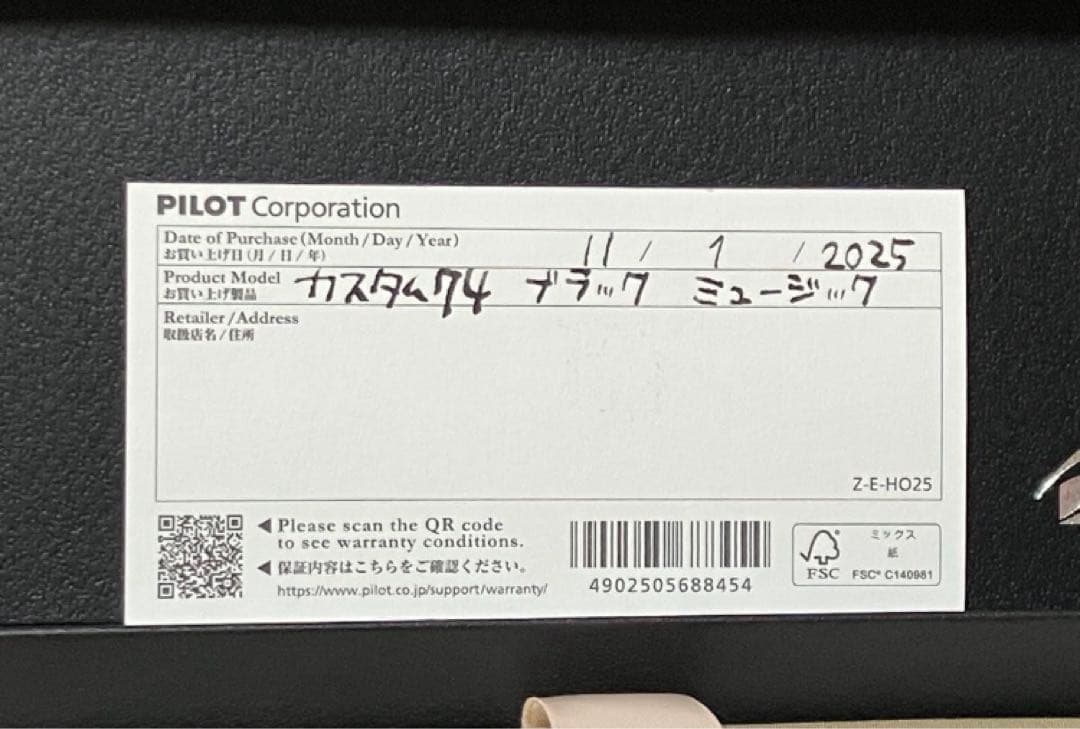 PILOT Corporation
Date of Purchase (Month / Day / Year) 11 / 1 / 2025
お買い上げ日 (月 / 日 / 年)
Product Model カスタム74 ブラック ミュージック
お買い上げ製品
Retailer / Address
取扱店名 / 住所
Z-E-HO25
◀ Please scan the QR code
to see warranty conditions.
◀ 保証内容はこちらをご確認ください。
https://www.pilot.co.jp/support/warranty/
4902505688454
ミックス
紙
FSC FSC® C140981